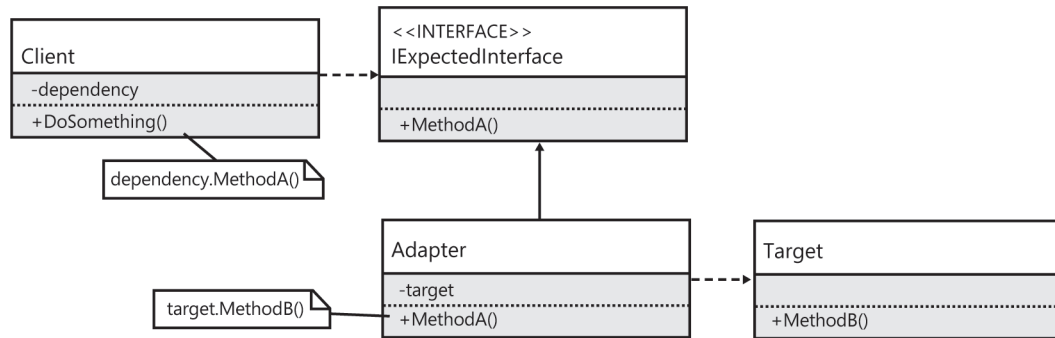 Client
-dependency
+DoSomething()
dependency.MethodA()
<<INTERFACE>>
IExpectedInterface
+MethodA()
Adapter
-target
+MethodA()
target.MethodB()
Target
+MethodB()